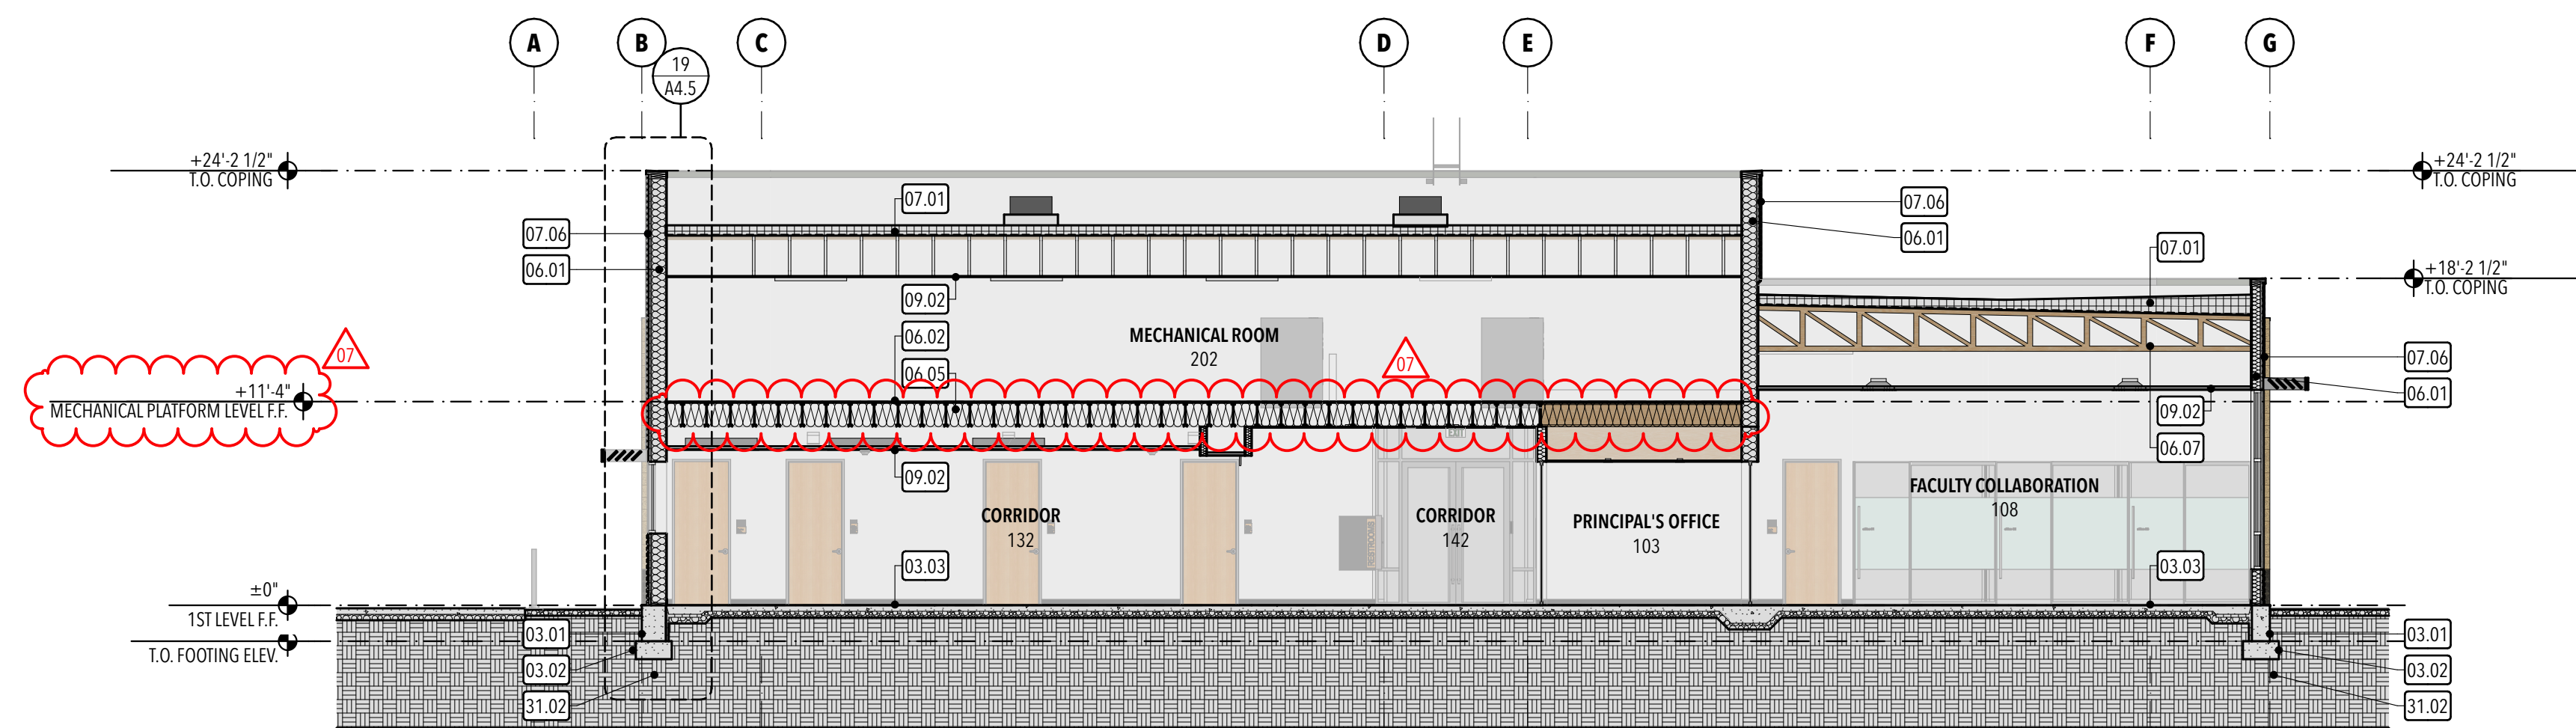 A
B
C
D
E
F
G
19
A4.5
+24'-2 1/2"
T.O. COPING
+24'-2 1/2"
T.O. COPING
07.01
07.06
07.06
06.01
06.01
07.01
+18'-2 1/2"
T.O. COPING
09.02
06.02
MECHANICAL ROOM
202
07
07
06.05
+11'-4"
MECHANICAL PLATFORM LEVEL F.F.
07.06
06.01
09.02
06.07
09.02
CORRIDOR
132
CORRIDOR
142
PRINCIPAL'S OFFICE
103
FACULTY COLLABORATION
108
EXIT
RESTROOMS
03.03
03.03
±0"
1ST LEVEL F.F.
T.O. FOOTING ELEV.
03.01
03.02
31.02
03.01
03.02
31.02